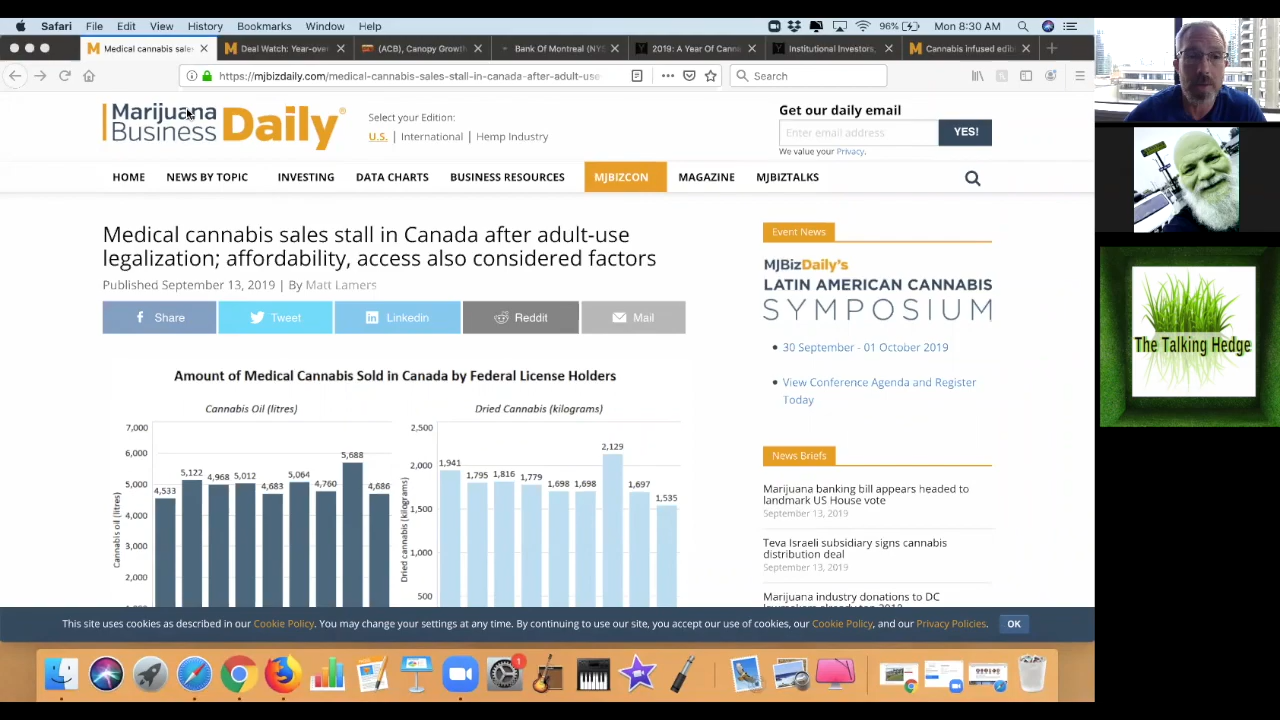 Safari File Edit View History Bookmarks Window Help 96% Mon 8:30 AM
Medical cannabis sales Deal Watch: Year-over (ACB), Canopy Growth Bank Of Montreal (NYS 2019: A Year Of Canna Institutional Investors, Cannabis infused edib
https://mjbizdaily.com/medical-cannabis-sales-stall-in-canada-after-adult-use Search
Marijuana
Business Daily®
Select your Edition:
U.S. | International | Hemp Industry
Get our daily email
Enter email address YES!
We value your Privacy.
HOME NEWS BY TOPIC INVESTING DATA CHARTS BUSINESS RESOURCES MJBIZCON MAGAZINE MJBIZTALKS
Medical cannabis sales stall in Canada after adult-use
legalization; affordability, access also considered factors
Published September 13, 2019 | By Matt Lamers
Share Tweet Linkedin Reddit Mail
Amount of Medical Cannabis Sold in Canada by Federal License Holders
Cannabis Oil (litres)
Cannabis oil (litres)
7,000
6,000
5,000
4,000
3,000
2,000
4,533 5,122 4,968 5,012 4,683 5,064 4,760 5,688 4,686
Dried Cannabis (kilograms)
Dried cannabis (kilograms)
2,500
2,000
1,500
1,000
500
1,941 1,795 1,816 1,779 1,698 1,698 2,129 1,697 1,535
Event News
MJBizDaily's
LATIN AMERICAN CANNABIS
SYMPOSIUM
30 September - 01 October 2019
View Conference Agenda and Register
Today
News Briefs
Marijuana banking bill appears headed to
landmark US House vote
September 13, 2019
Teva Israeli subsidiary signs cannabis
distribution deal
September 13, 2019
Marijuana industry donations to DC
This site uses cookies as described in our Cookie Policy. You may change your settings at any time. By continuing to use our site, you accept our use of cookies, our Cookie Policy, and our Privacy Policies. OK
1
The Talking Hedge